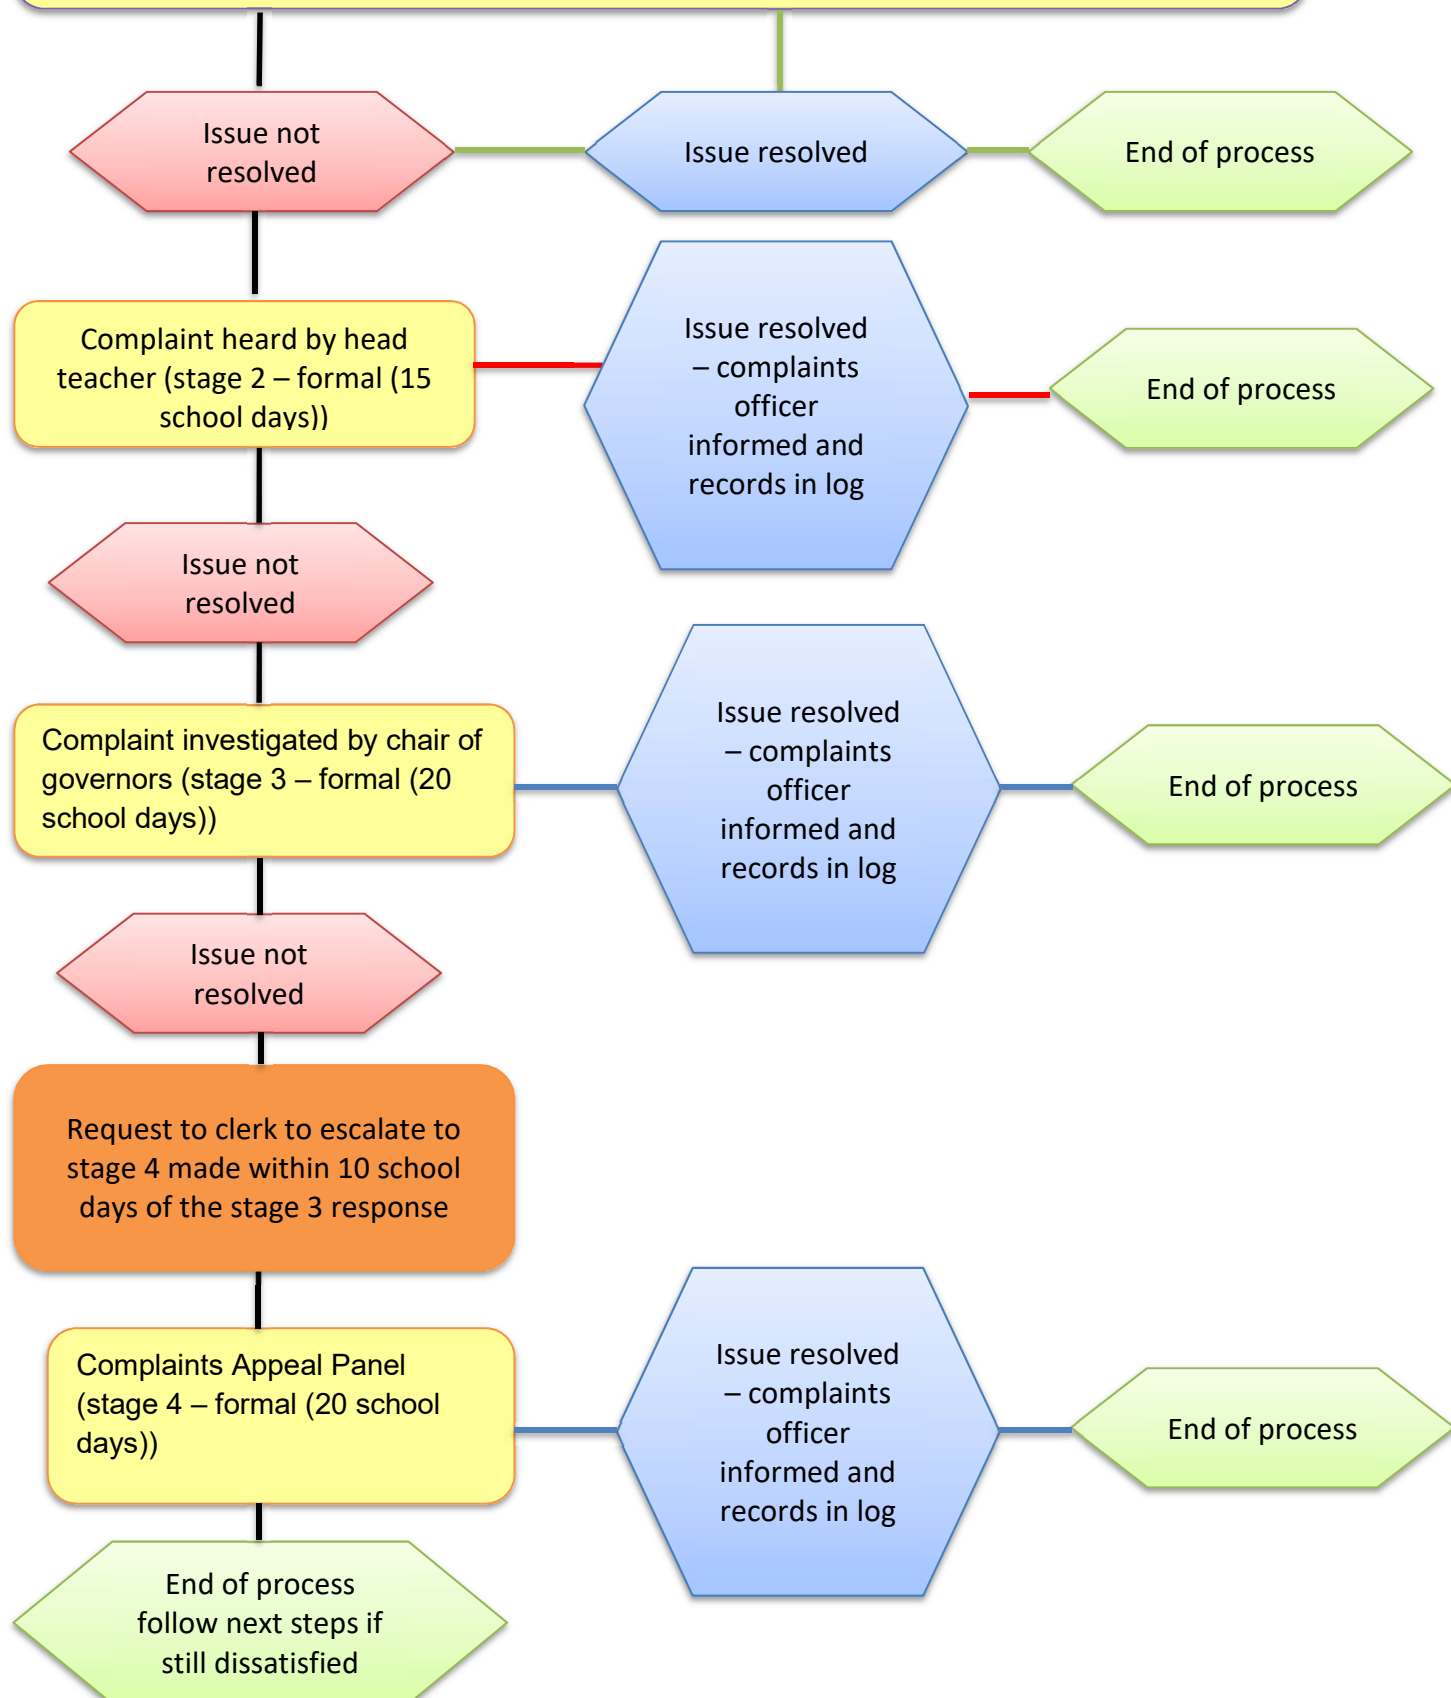 Issue not
resolved
Issue resolved
End of process
Complaint heard by head
teacher (stage 2 – formal (15
school days))
Issue resolved
– complaints
officer
informed and
records in log
End of process
Issue not
resolved
Complaint investigated by chair of
governors (stage 3 – formal (20
school days))
Issue resolved
– complaints
officer
informed and
records in log
End of process
Issue not
resolved
Request to clerk to escalate to
stage 4 made within 10 school
days of the stage 3 response
Complaints Appeal Panel
(stage 4 – formal (20 school
days))
Issue resolved
– complaints
officer
informed and
records in log
End of process
End of process
follow next steps if
still dissatisfied